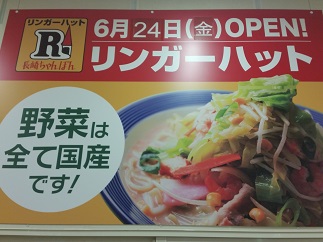 リンガーハット
R
長崎ちゃんぽん
6月24日(金)OPEN!
リンガーハット
野菜は
全て国産
です!